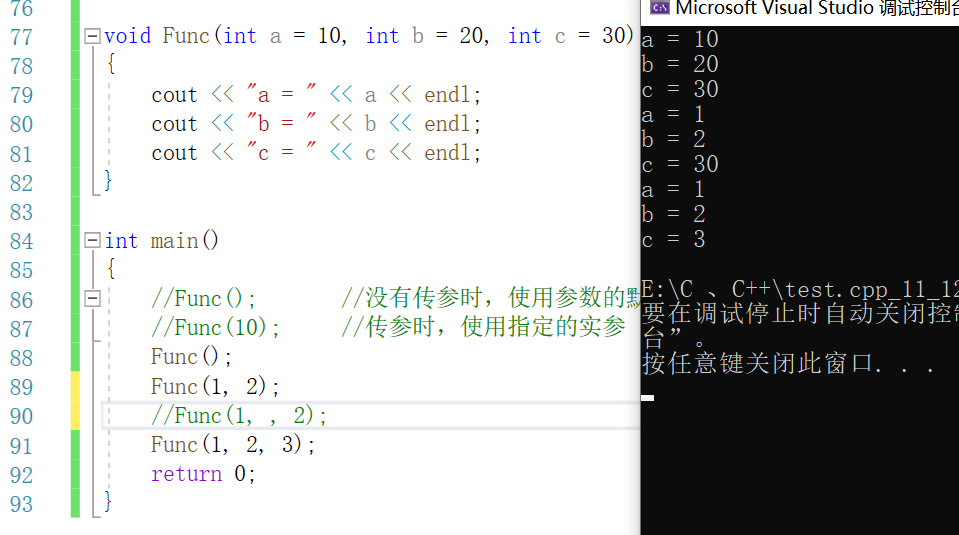 76
77 void Func(int a = 10, int b = 20, int c = 30)
78 {
79 cout << "a = " << a << endl;
80 cout << "b = " << b << endl;
81 cout << "c = " << c << endl;
82 }
83
84 int main()
85 {
86 //Func(); //没有传参时，使用参数的
87 //Func(10); //传参时，使用指定的实参
88 Func();
89 Func(1, 2);
90 //Func(1, , 2);
91 Func(1, 2, 3);
92 return 0;
93 }
Microsoft Visual Studio 调试控制台
a = 10
b = 20
c = 30
a = 1
b = 2
c = 30
a = 1
b = 2
c = 3
E:\C 、C++\test.cpp_11_12
要在调试停止时自动关闭控
台”。
按任意键关闭此窗口. . .